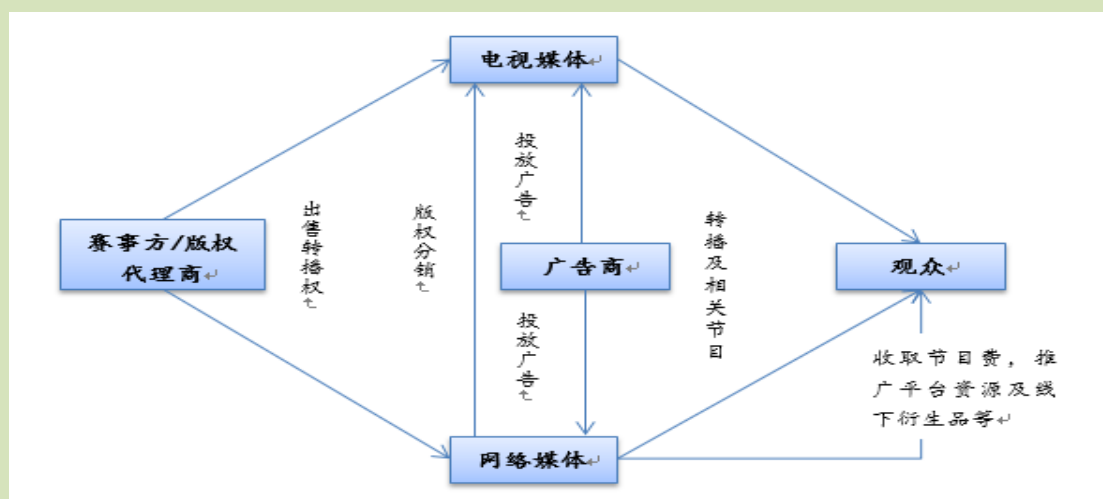 电视媒体
投放广告
赛事方/版权
代理商
出售转播权
版权分销
广告商
转播及相关节目
观众
投放广告
收取节目费，推
广平台资源及线
下衍生品等
网络媒体